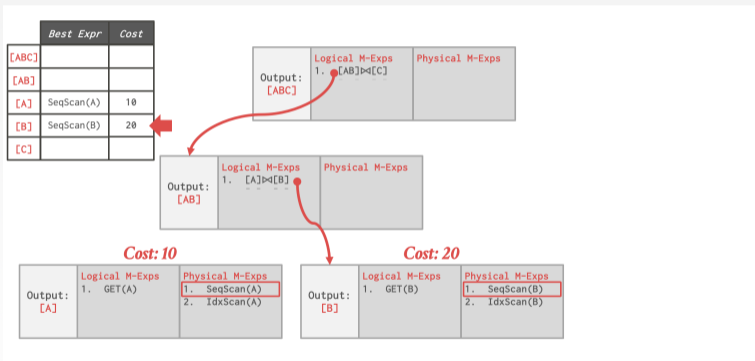 Best Expr Cost
[ABC]
[AB]
[A] SeqScan(A) 10
[B] SeqScan(B) 20
[C]
Output:
[ABC]
Logical M-Exps
1. [AB]⨝[C]
Physical M-Exps
Output:
[AB]
Logical M-Exps
1. [A]⨝[B]
Physical M-Exps
Cost: 10
Output:
[A]
Logical M-Exps
1. GET(A)
Physical M-Exps
1. SeqScan(A)
2. IdxScan(A)
Cost: 20
Output:
[B]
Logical M-Exps
1. GET(B)
Physical M-Exps
1. SeqScan(B)
2. IdxScan(B)